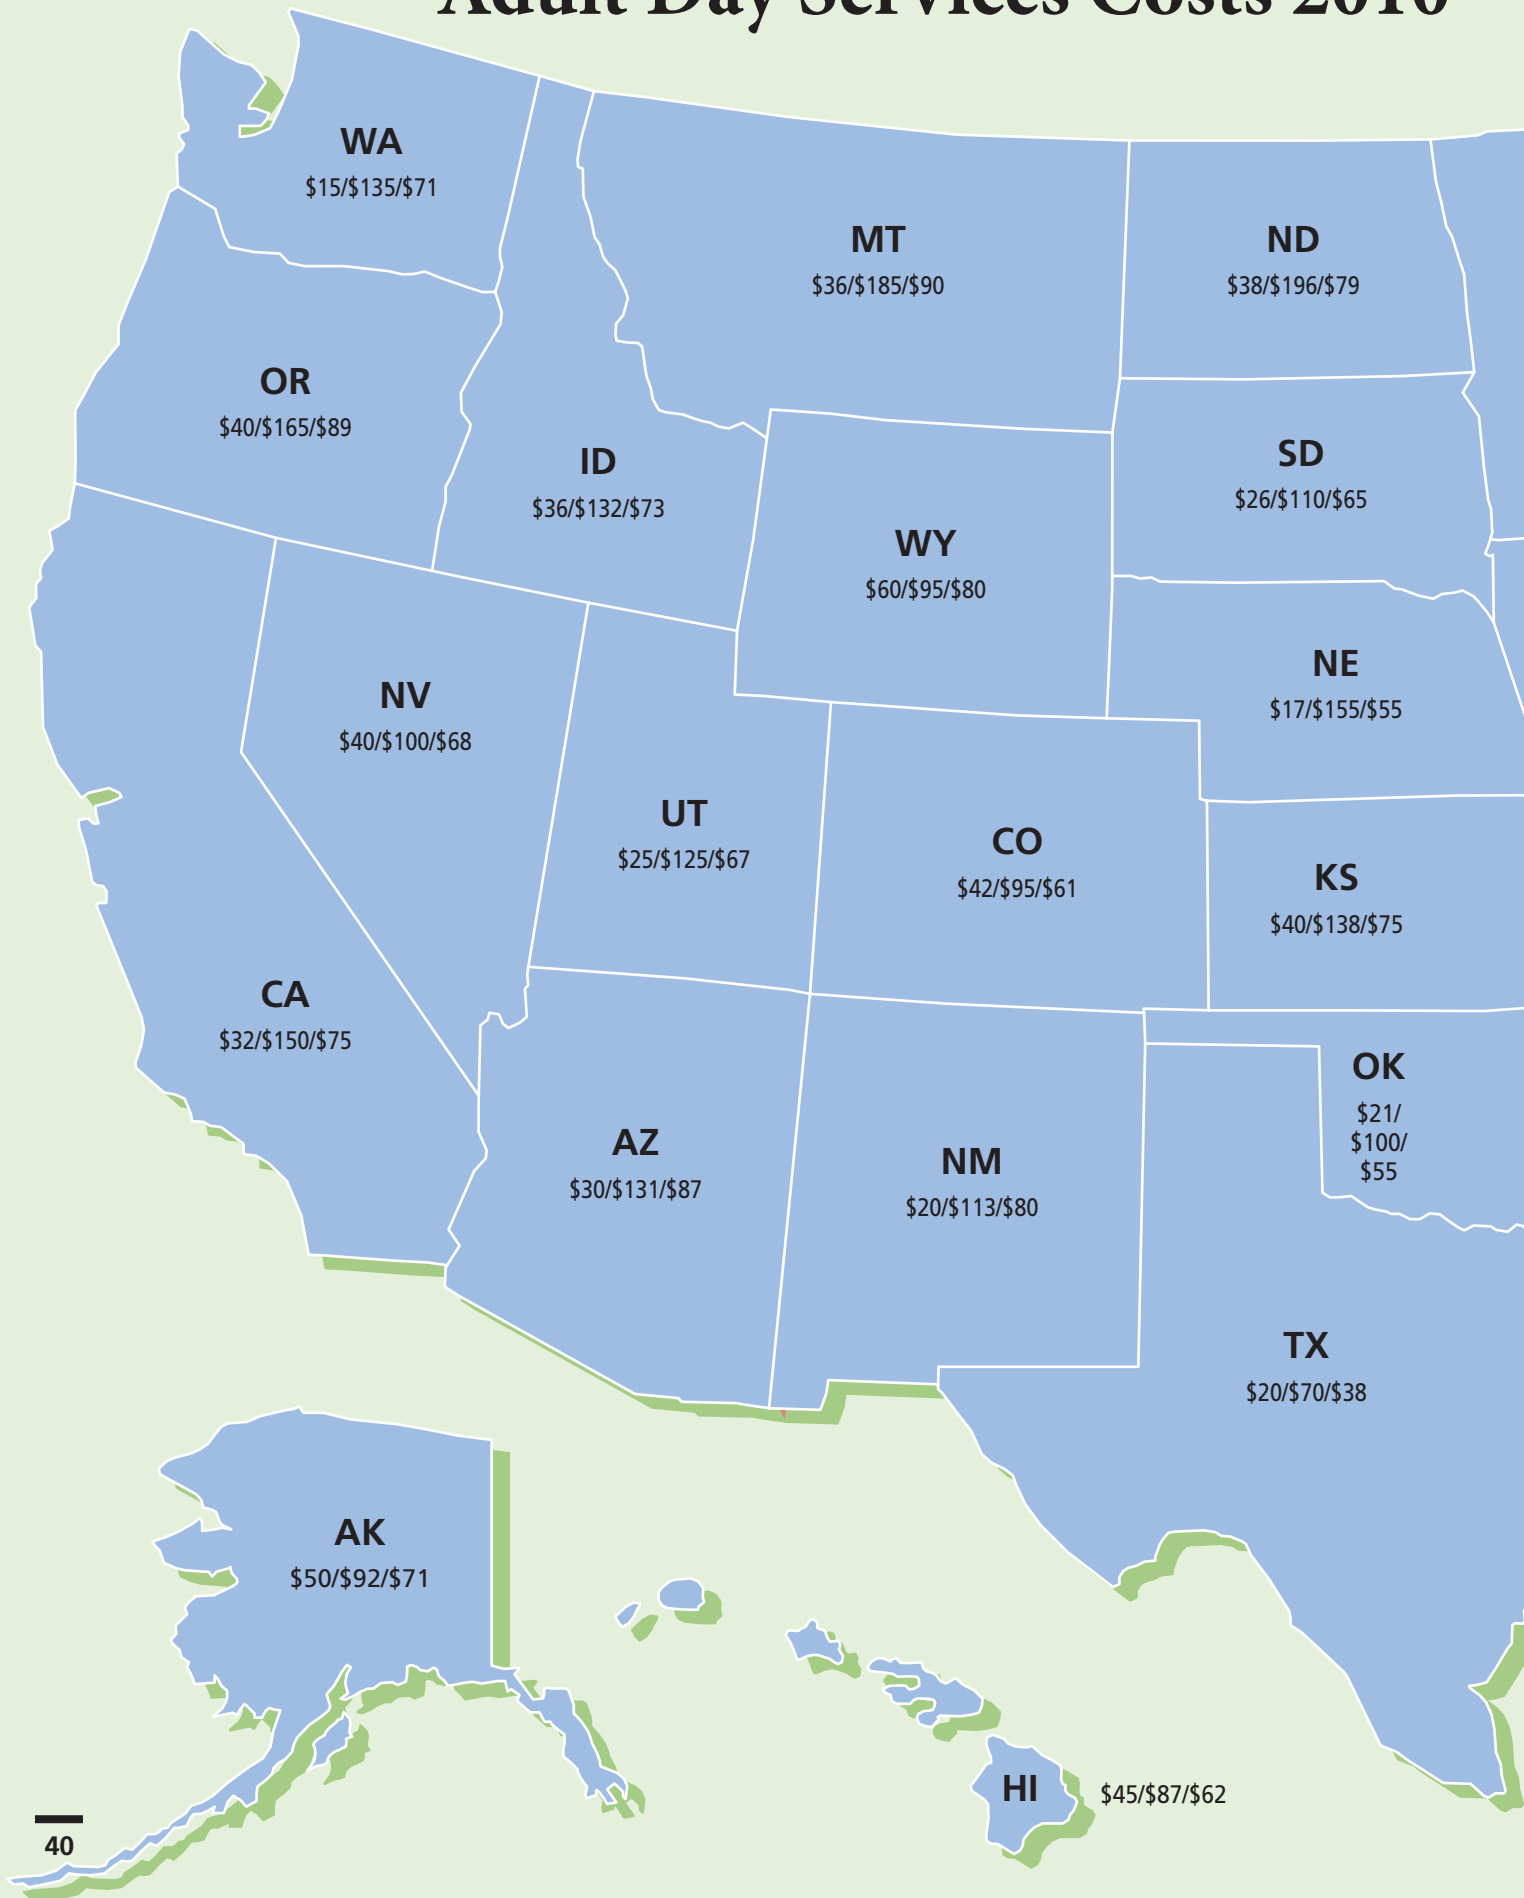 Adult Day Services Costs 2010
WA
$15/$135/$71
MT
$36/$185/$90
ND
$38/$196/$79
OR
$40/$165/$89
ID
$36/$132/$73
SD
$26/$110/$65
WY
$60/$95/$80
NE
$17/$155/$55
NV
$40/$100/$68
UT
$25/$125/$67
CO
$42/$95/$61
KS
$40/$138/$75
CA
$32/$150/$75
OK
$21/
$100/
$55
AZ
$30/$131/$87
NM
$20/$113/$80
TX
$20/$70/$38
AK
$50/$92/$71
HI
$45/$87/$62
40